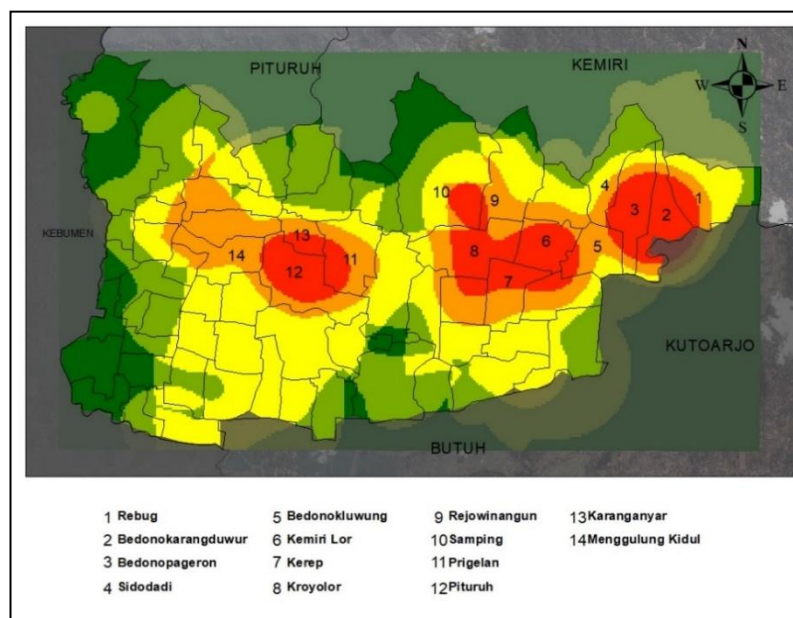 PITURUH
KEMIRI
N
W E
S
10
9
4
3
2
1
KEBUMEN
14
13
12
11
8
6
7
5
KUTOARJO
BUTUH
1 Rebug
2 Bedonokarangduwur
3 Bedonopageron
4 Sidodadi
5 Bedonokluwung
6 Kemiri Lor
7 Kerep
8 Kroyolor
9 Rejowinangun
10 Samping
11 Prigelan
12 Pituruh
13 Karanganyar
14 Menggulung Kidul